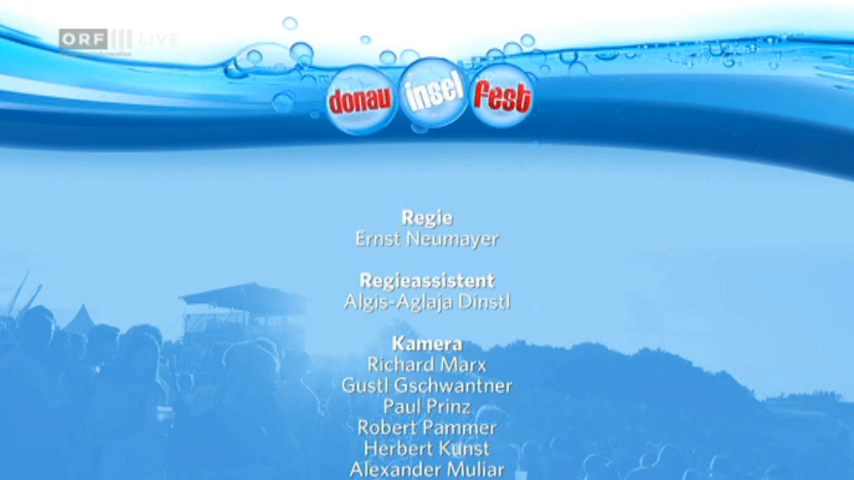 ORF III LIVE
donau insel fest
Regie
Ernst Neumayer
Regieassistent
Algis-Aglaja Dinstl
Kamera
Richard Marx
Gustl Gschwantner
Paul Prinz
Robert Pammer
Herbert Kunst
Alexander Muliar